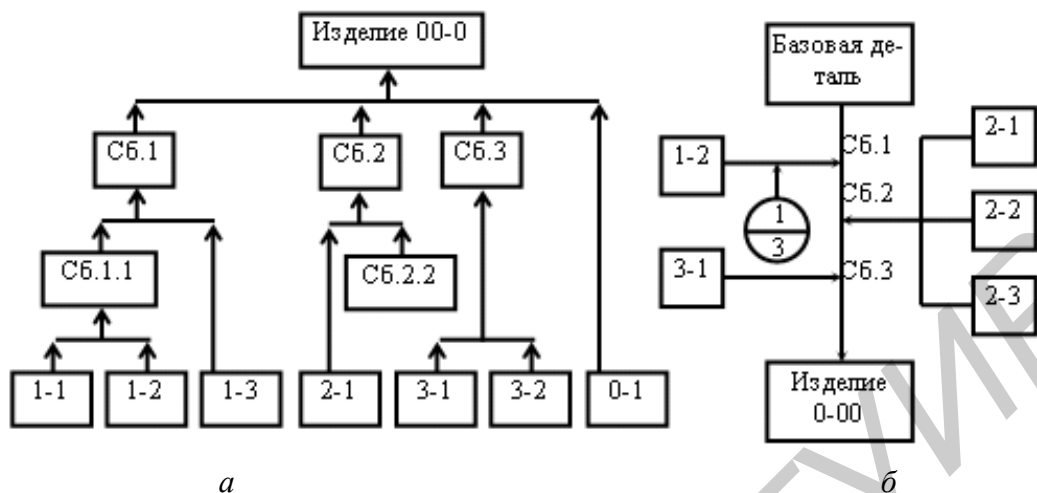 Изделие 00-0
Сб.1
Сб.2
Сб.3
Сб.1.1
Сб.2.2
1-1
1-2
1-3
2-1
3-1
3-2
0-1
а
Базовая де-
таль
1-2
Сб.1
2-1
Сб.2
1
3
2-2
3-1
Сб.3
2-3
Изделие
0-00
б
ГУИР